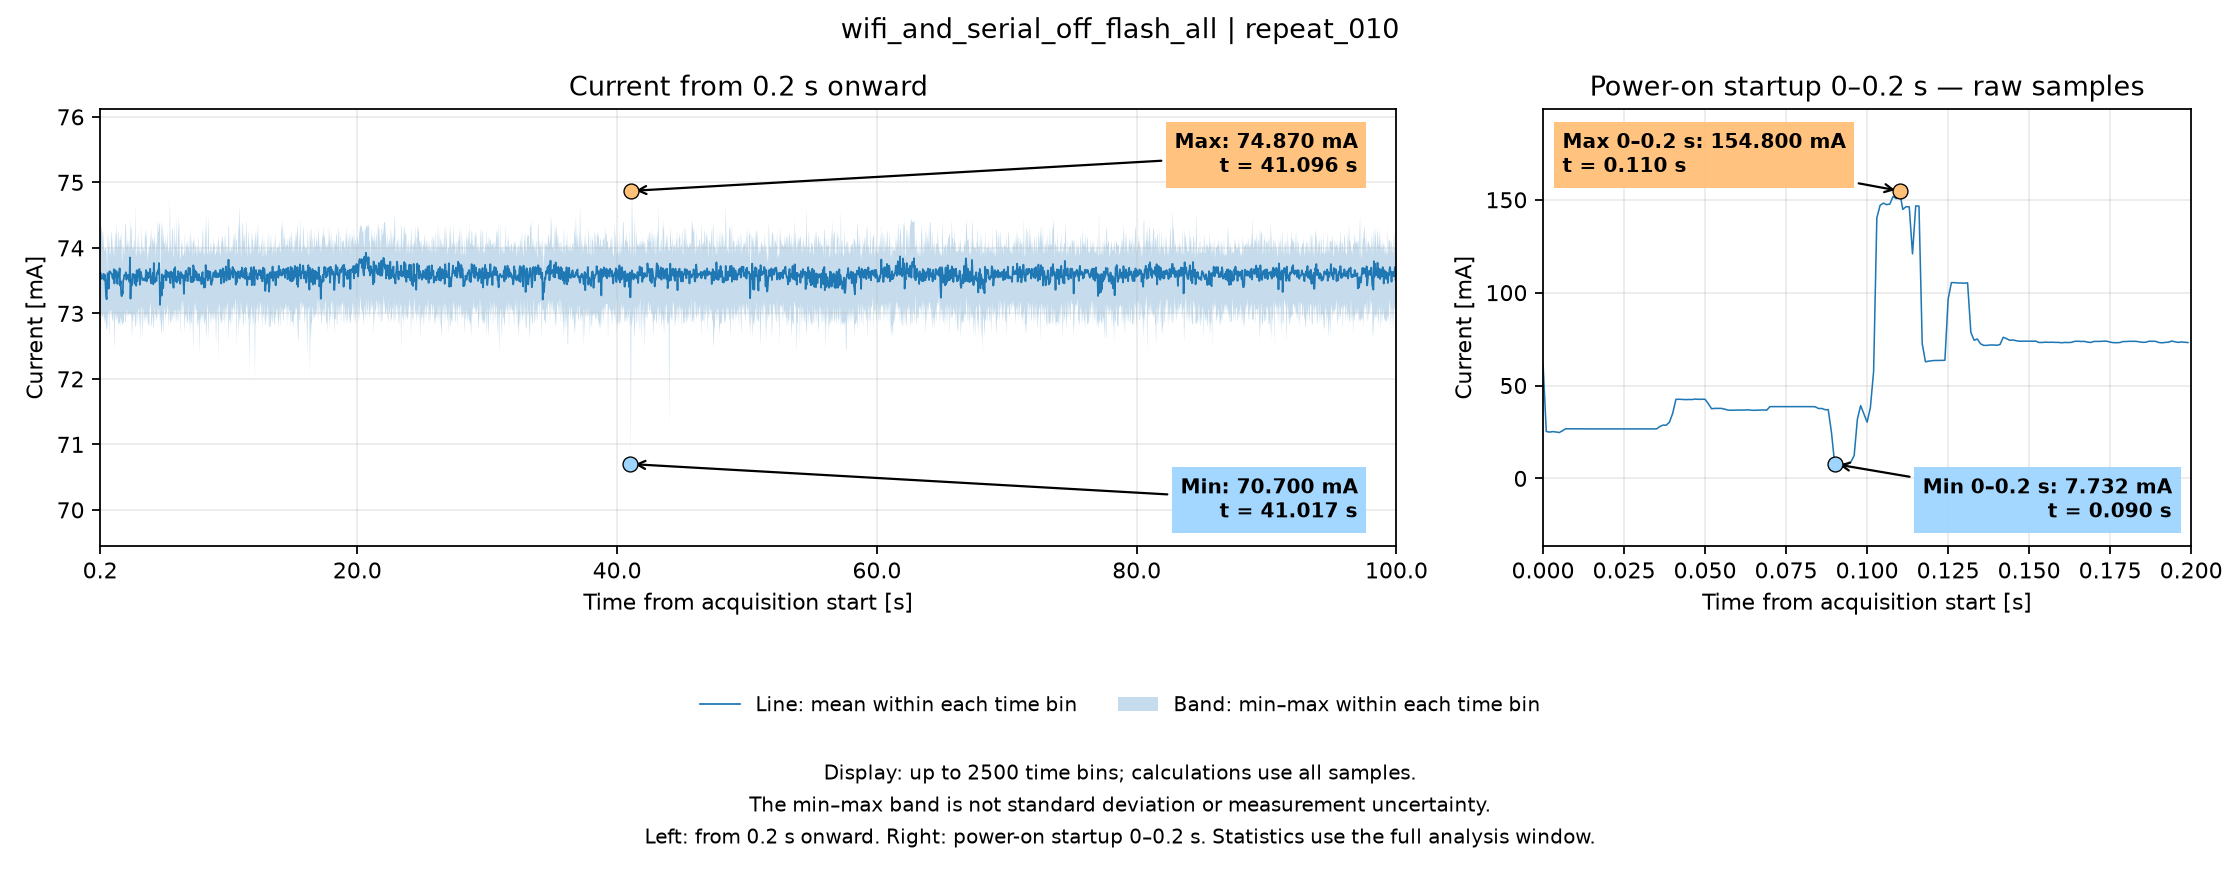 wifi_and_serial_off_flash_all | repeat_010
Current from 0.2 s onward
76
75
74
73
72
71
70
Current [mA]
Max: 74.870 mA
t = 41.096 s
Min: 70.700 mA
t = 41.017 s
0.2 20.0 40.0 60.0 80.0 100.0
Time from acquisition start [s]
Power-on startup 0–0.2 s — raw samples
150
100
50
0
Current [mA]
Max 0–0.2 s: 154.800 mA
t = 0.110 s
Min 0–0.2 s: 7.732 mA
t = 0.090 s
0.000 0.025 0.050 0.075 0.100 0.125 0.150 0.175 0.200
Time from acquisition start [s]
Line: mean within each time bin
Band: min–max within each time bin
Display: up to 2500 time bins; calculations use all samples.
The min–max band is not standard deviation or measurement uncertainty.
Left: from 0.2 s onward. Right: power-on startup 0–0.2 s. Statistics use the full analysis window.